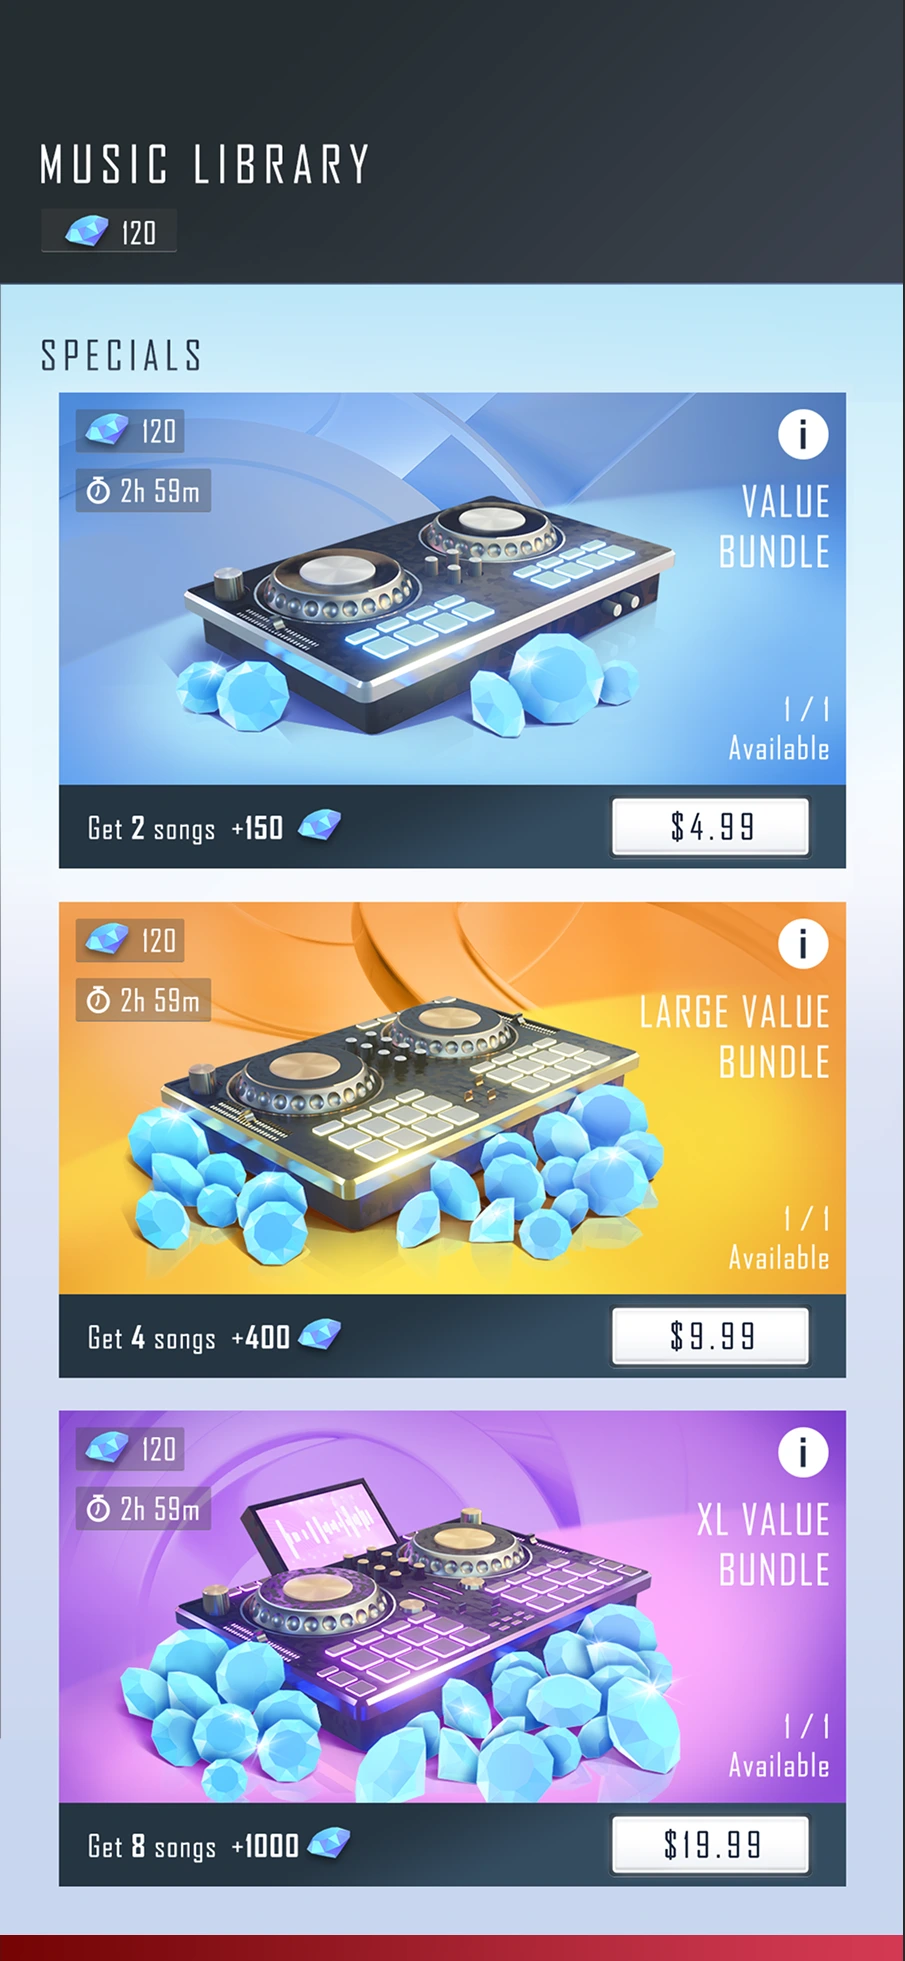 MUSIC LIBRARY
120
SPECIALS
120
i
2h 59m
VALUE
BUNDLE
1/1
Available
Get 2 songs +150
$4.99
120
i
2h 59m
LARGE VALUE
BUNDLE
1/1
Available
Get 4 songs +400
$9.99
120
i
2h 59m
XL VALUE
BUNDLE
1/1
Available
Get 8 songs +1000
$19.99